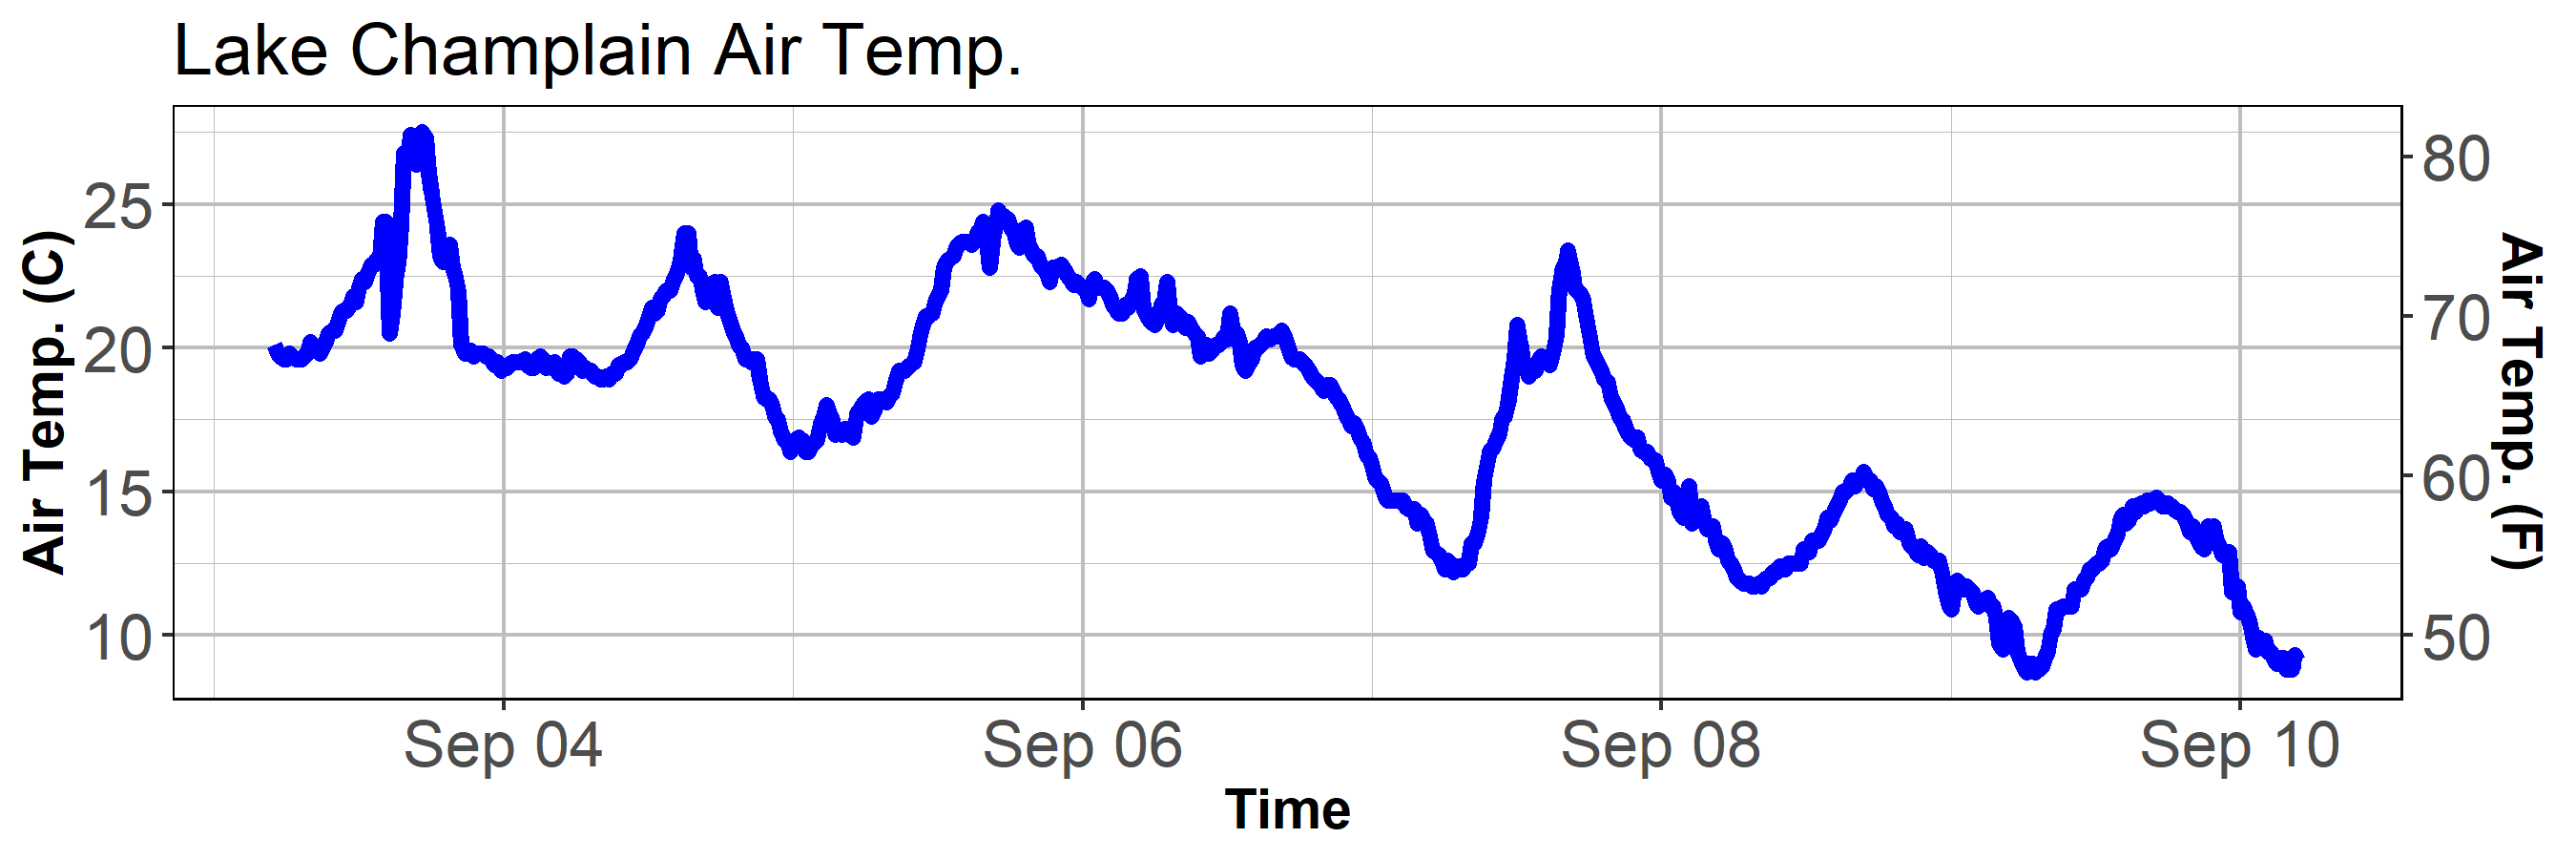 Lake Champlain Air Temp.
Air Temp. (C)
25
20
15
10
80
70
60
50
Air Temp. (F)
Sep 04
Sep 06
Sep 08
Sep 10
Time